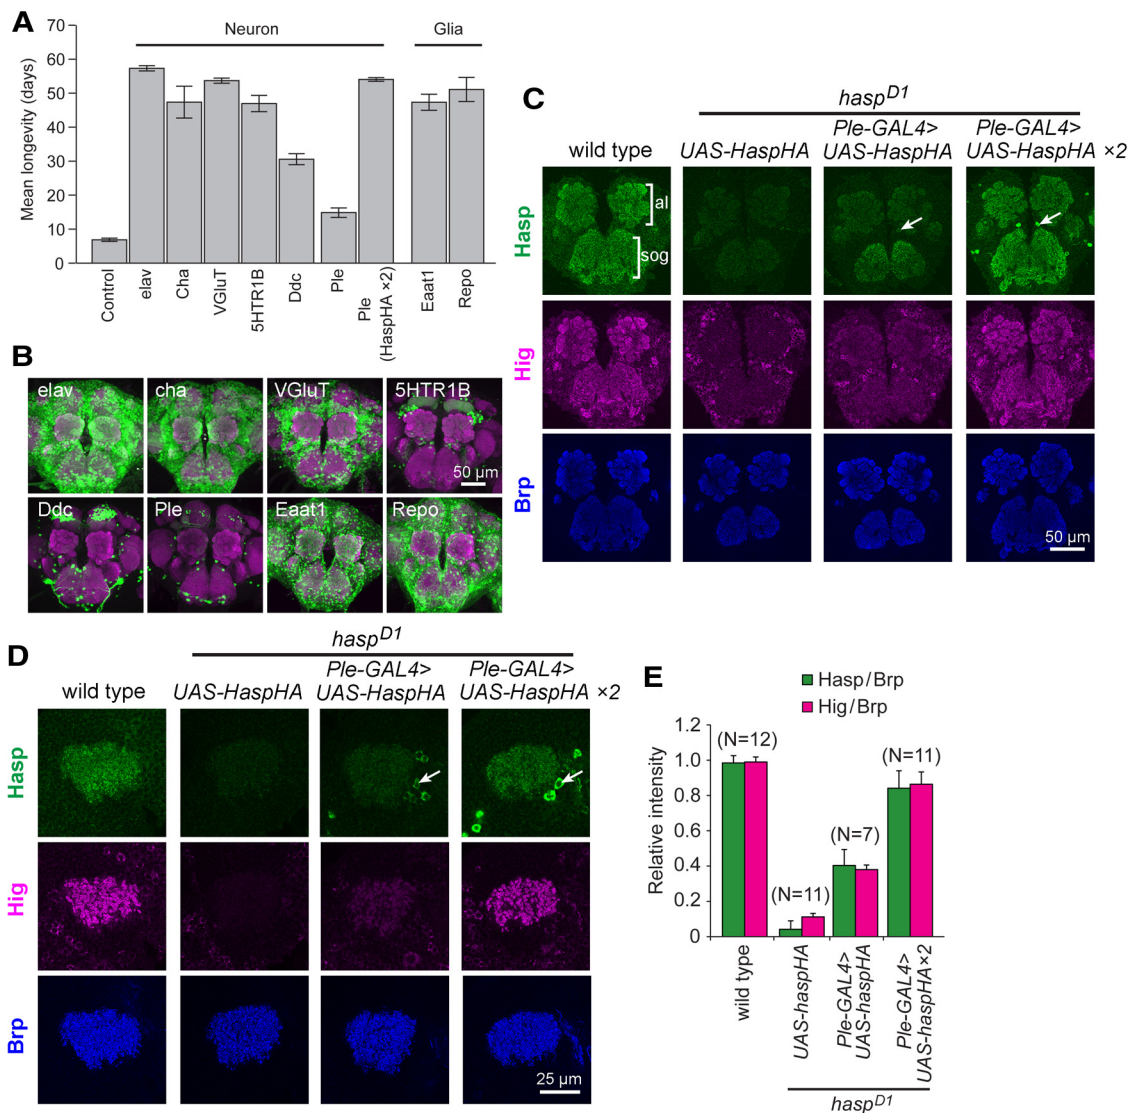 A
Neuron
Glia
Mean longevity (days)
70
60
50
40
30
20
10
0
Control
elav
Cha
VGluT
5HTR1B
Ddc
Ple
Ple
(HaspHA ×2)
Eaat1
Repo
B
elav
cha
VGluT
5HTR1B
50 µm
Ddc
Ple
Eaat1
Repo
C
hasp^D1
wild type
UAS-HaspHA
Ple-GAL4>
UAS-HaspHA
Ple-GAL4>
UAS-HaspHA ×2
Hasp
al
sog
Hig
Brp
50 µm
D
hasp^D1
wild type
UAS-HaspHA
Ple-GAL4>
UAS-HaspHA
Ple-GAL4>
UAS-HaspHA ×2
Hasp
Hig
Brp
25 µm
E
Hasp/Brp
Hig/Brp
Relative intensity
1.2
1.0
0.8
0.6
0.4
0.2
0
(N=12)
(N=11)
(N=7)
(N=11)
wild type
UAS-haspHA
Ple-GAL4>
UAS-haspHA
Ple-GAL4>
UAS-haspHA×2
hasp^D1